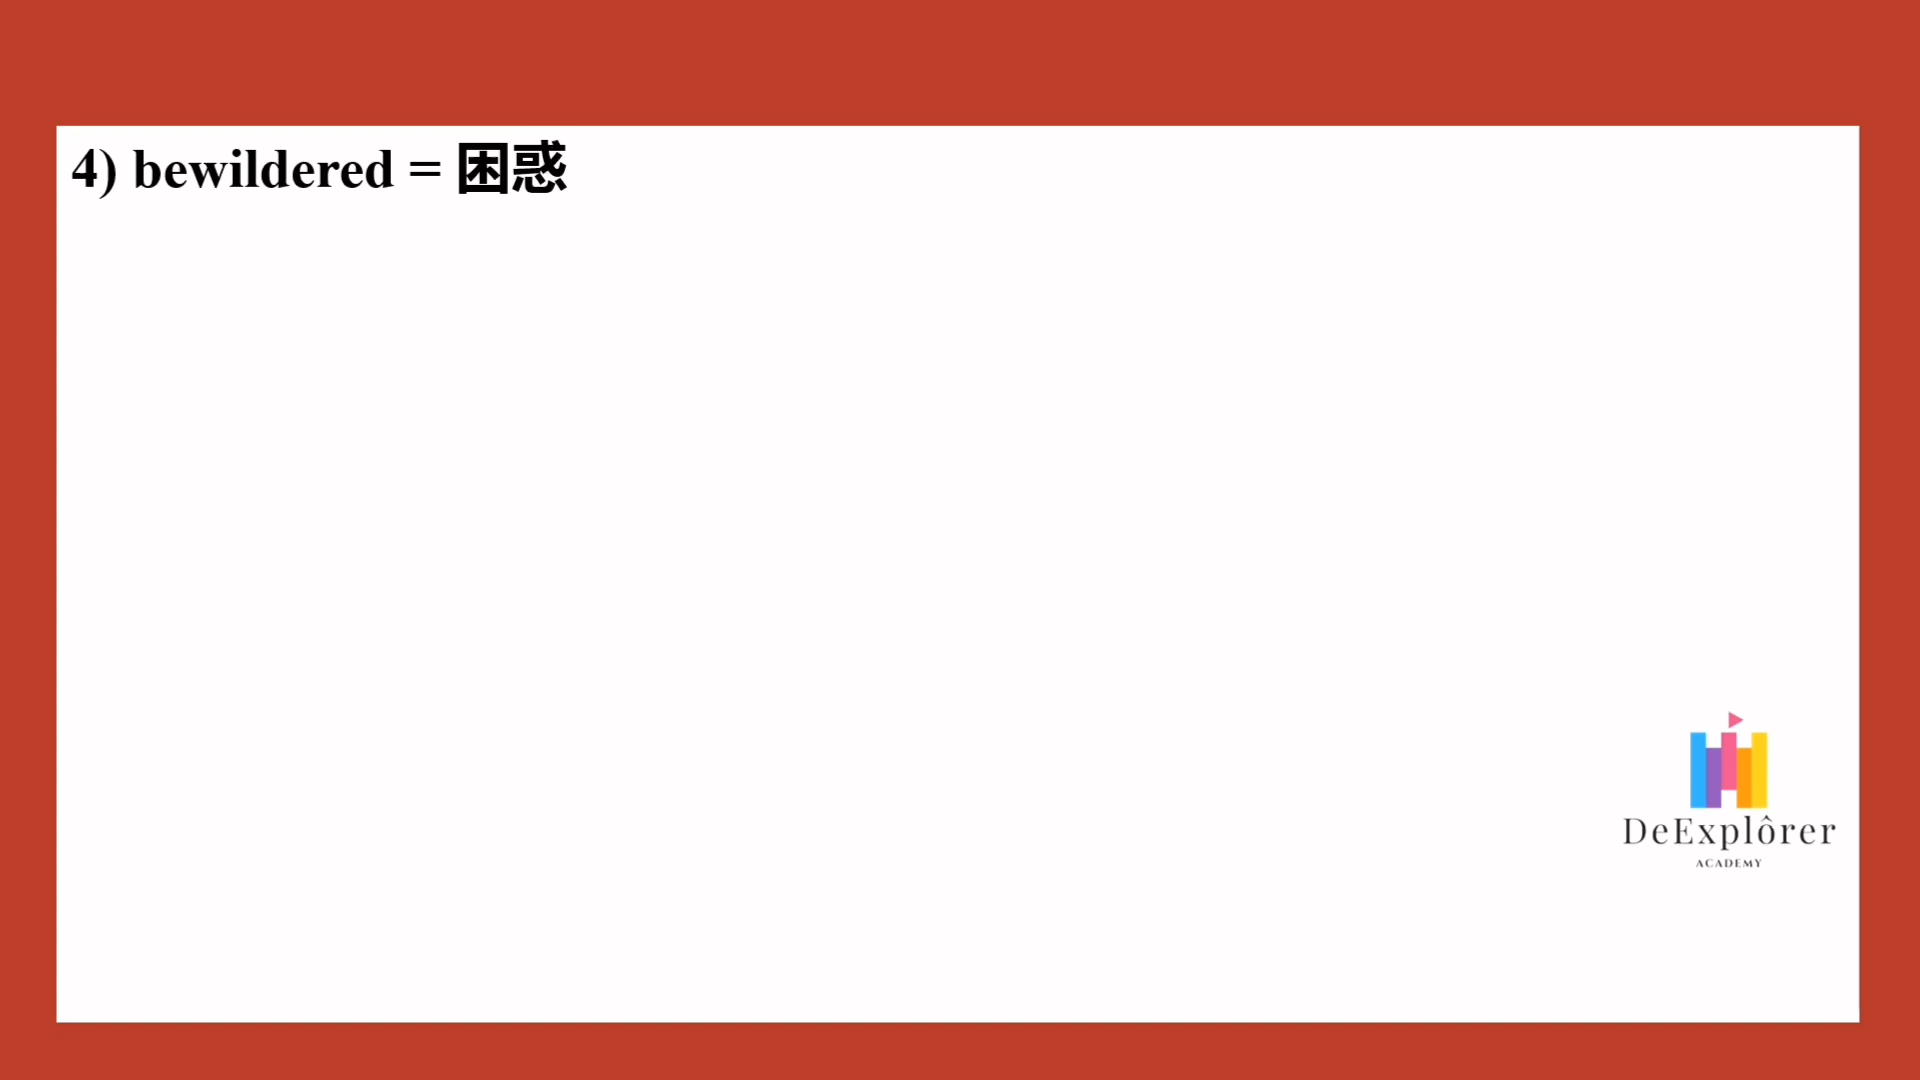 4) bewildered = 困惑
DeExplôrer
ACADEMY